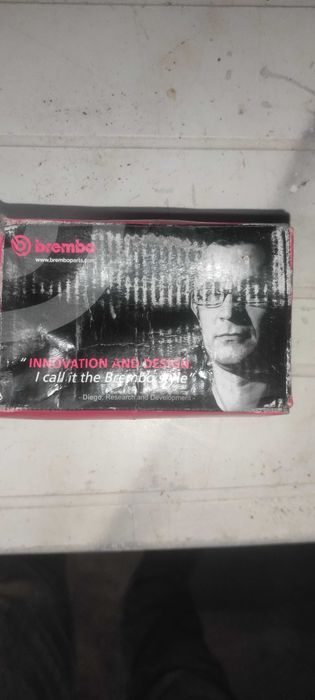 brembo
www.bremboparts.com
"INNOVATION AND DESIGN.
I call it the Brembo style"
- Diego, Research and Development -